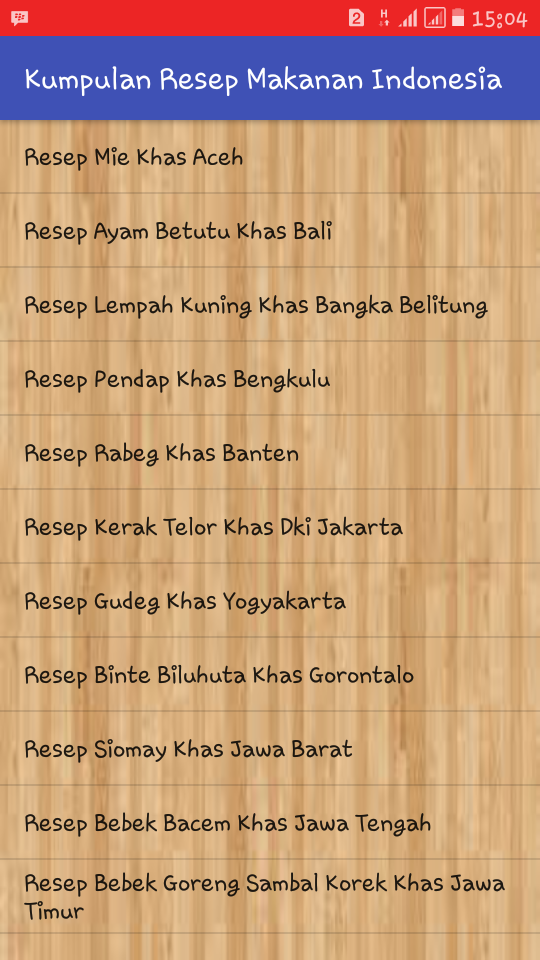 2 H 15:04
Kumpulan Resep Makanan Indonesia
Resep Mie Khas Aceh
Resep Ayam Betutu Khas Bali
Resep Lempah Kuning Khas Bangka Belitung
Resep Pendap Khas Bengkulu
Resep Rabeg Khas Banten
Resep Kerak Telor Khas Dki Jakarta
Resep Gudeg Khas Yogyakarta
Resep Binte Biluhuta Khas Gorontalo
Resep Siomay Khas Jawa Barat
Resep Bebek Bacem Khas Jawa Tengah
Resep Bebek Goreng Sambal Korek Khas Jawa
Timur